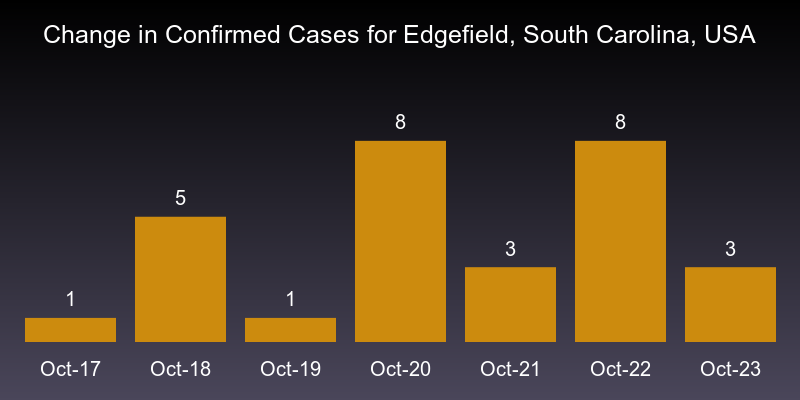 Change in Confirmed Cases for Edgefield, South Carolina, USA
1
5
1
8
3
8
3
Oct-17
Oct-18
Oct-19
Oct-20
Oct-21
Oct-22
Oct-23